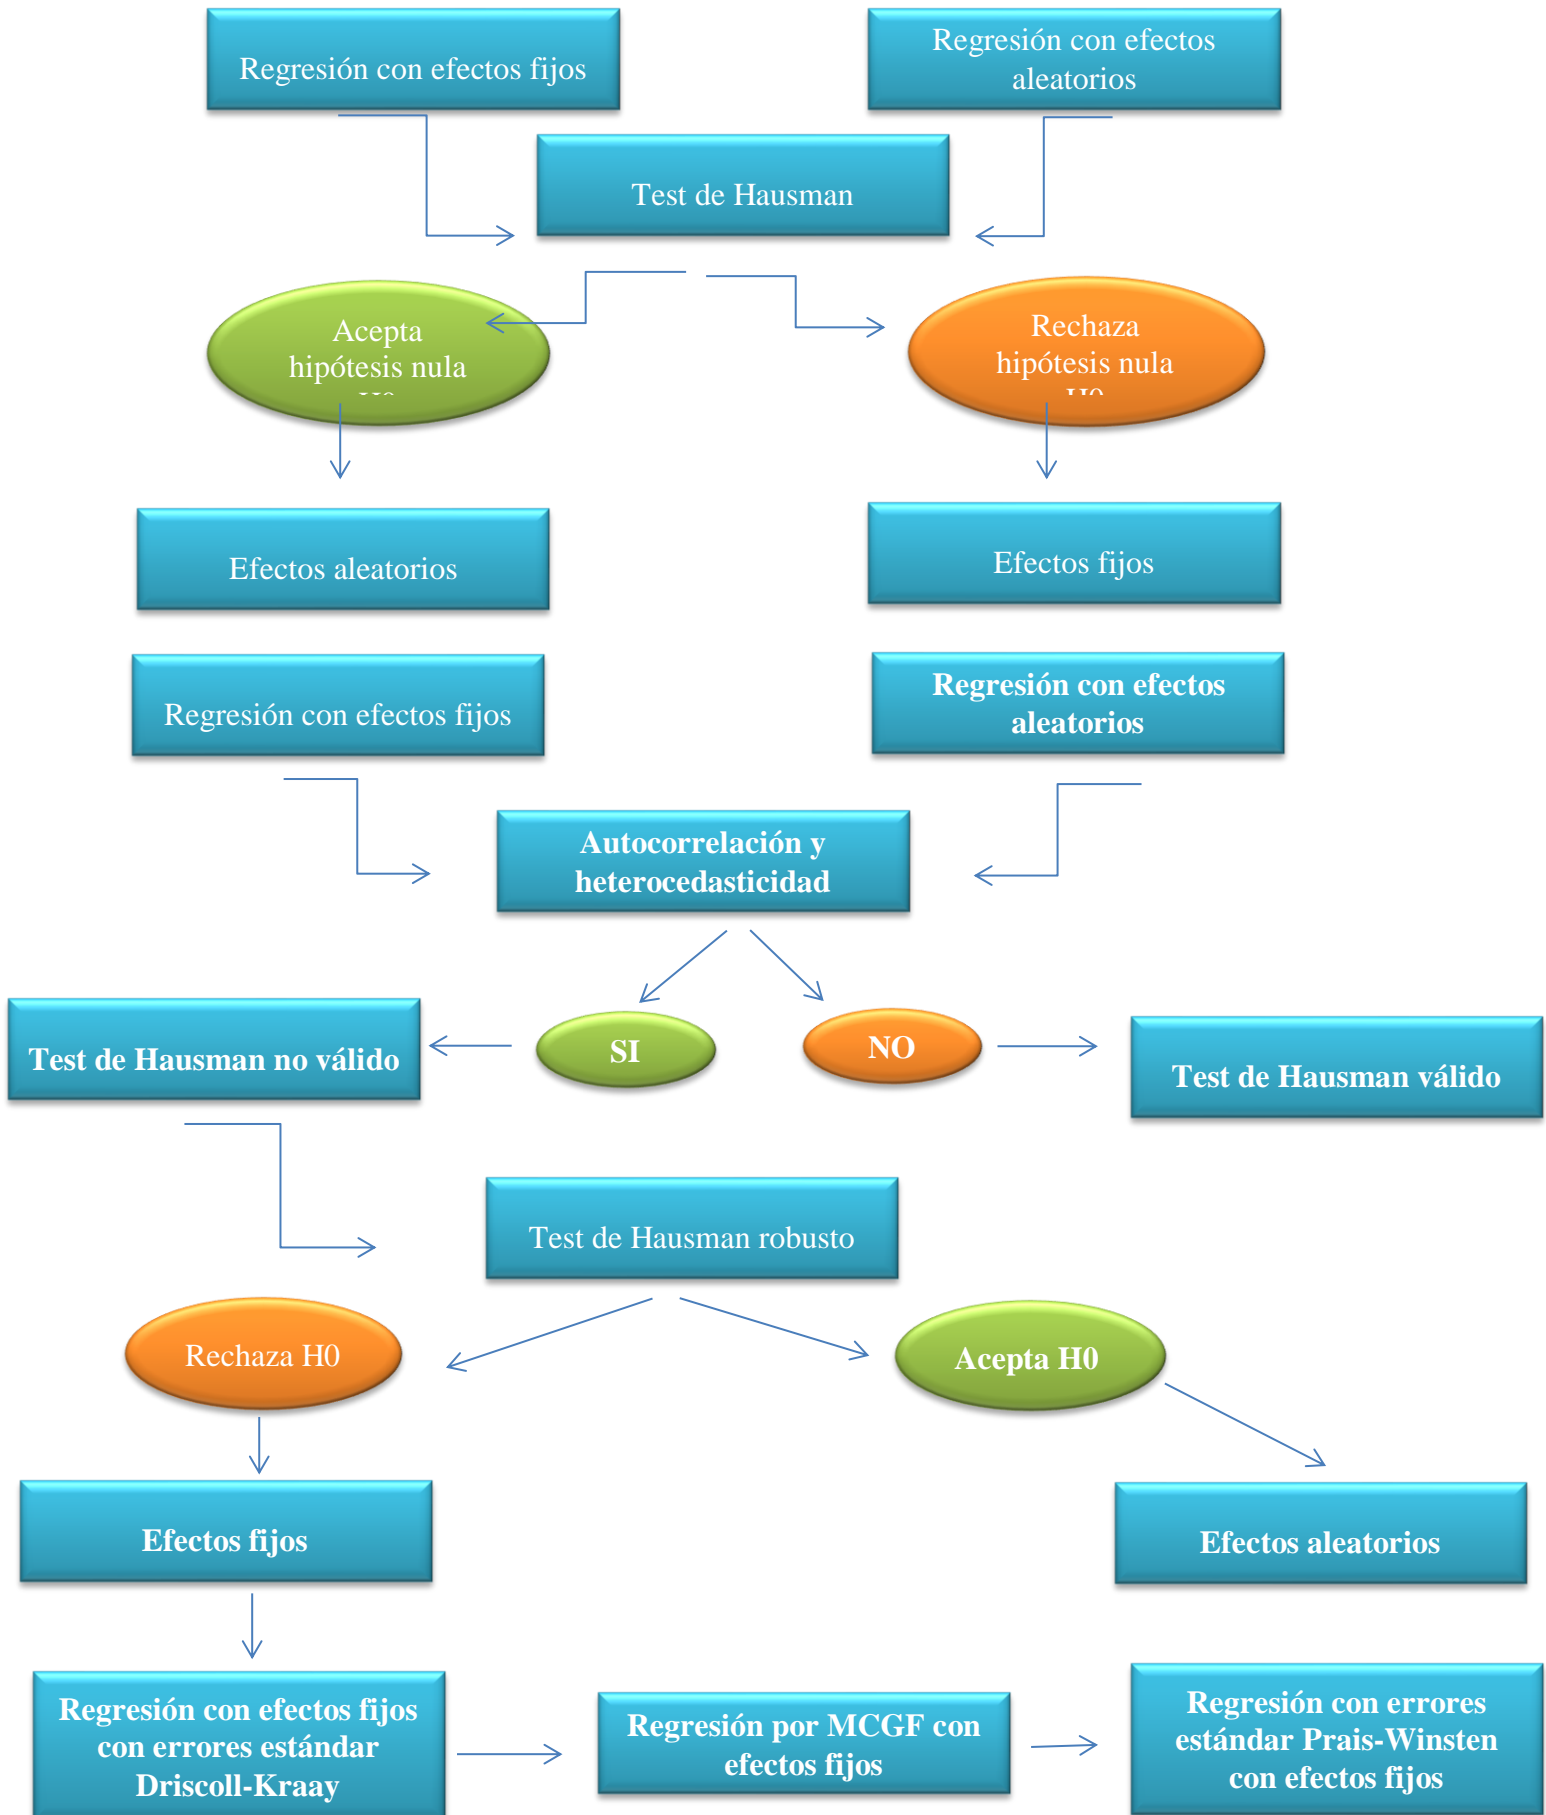 Regresión con efectos fijos
Regresión con efectos
aleatorios
Test de Hausman
Acepta
hipótesis nula
Rechaza
hipótesis nula
Efectos aleatorios
Efectos fijos
Regresión con efectos fijos
Regresión con efectos
aleatorios
Autocorrelación y
heterocedasticidad
Test de Hausman no válido
SI
NO
Test de Hausman válido
Test de Hausman robusto
Rechaza H0
Acepta H0
Efectos fijos
Efectos aleatorios
Regresión con efectos fijos
con errores estándar
Driscoll-Kraay
Regresión por MCGF con
efectos fijos
Regresión con errores
estándar Prais-Winsten
con efectos fijos